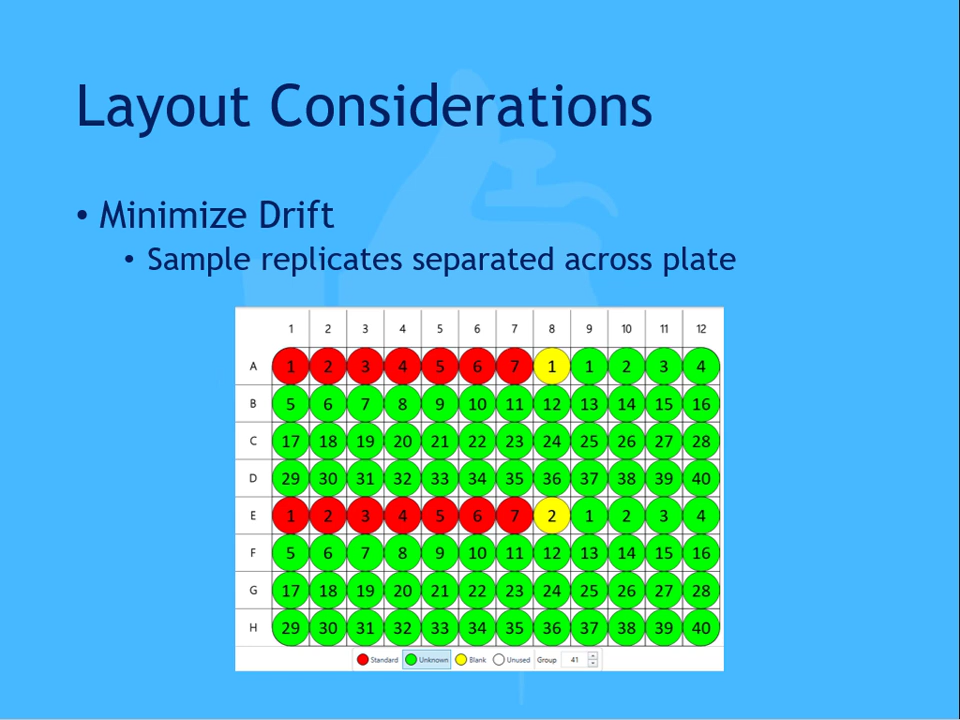 Layout Considerations
• Minimize Drift
• Sample replicates separated across plate
1 2 3 4 5 6 7 8 9 10 11 12
A 1 2 3 4 5 6 7 1 1 2 3 4
B 5 6 7 8 9 10 11 12 13 14 15 16
C 17 18 19 20 21 22 23 24 25 26 27 28
D 29 30 31 32 33 34 35 36 37 38 39 40
E 1 2 3 4 5 6 7 2 1 2 3 4
F 5 6 7 8 9 10 11 12 13 14 15 16
G 17 18 19 20 21 22 23 24 25 26 27 28
H 29 30 31 32 33 34 35 36 37 38 39 40
Standard Unknown Blank Unused Group 41